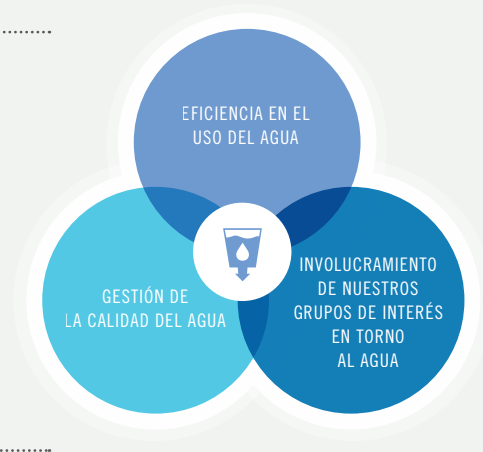 EFICIENCIA EN EL
USO DEL AGUA
GESTIÓN DE
LA CALIDAD DEL AGUA
INVOLUCRAMIENTO
DE NUESTROS
GRUPOS DE INTERÉS
EN TORNO
AL AGUA